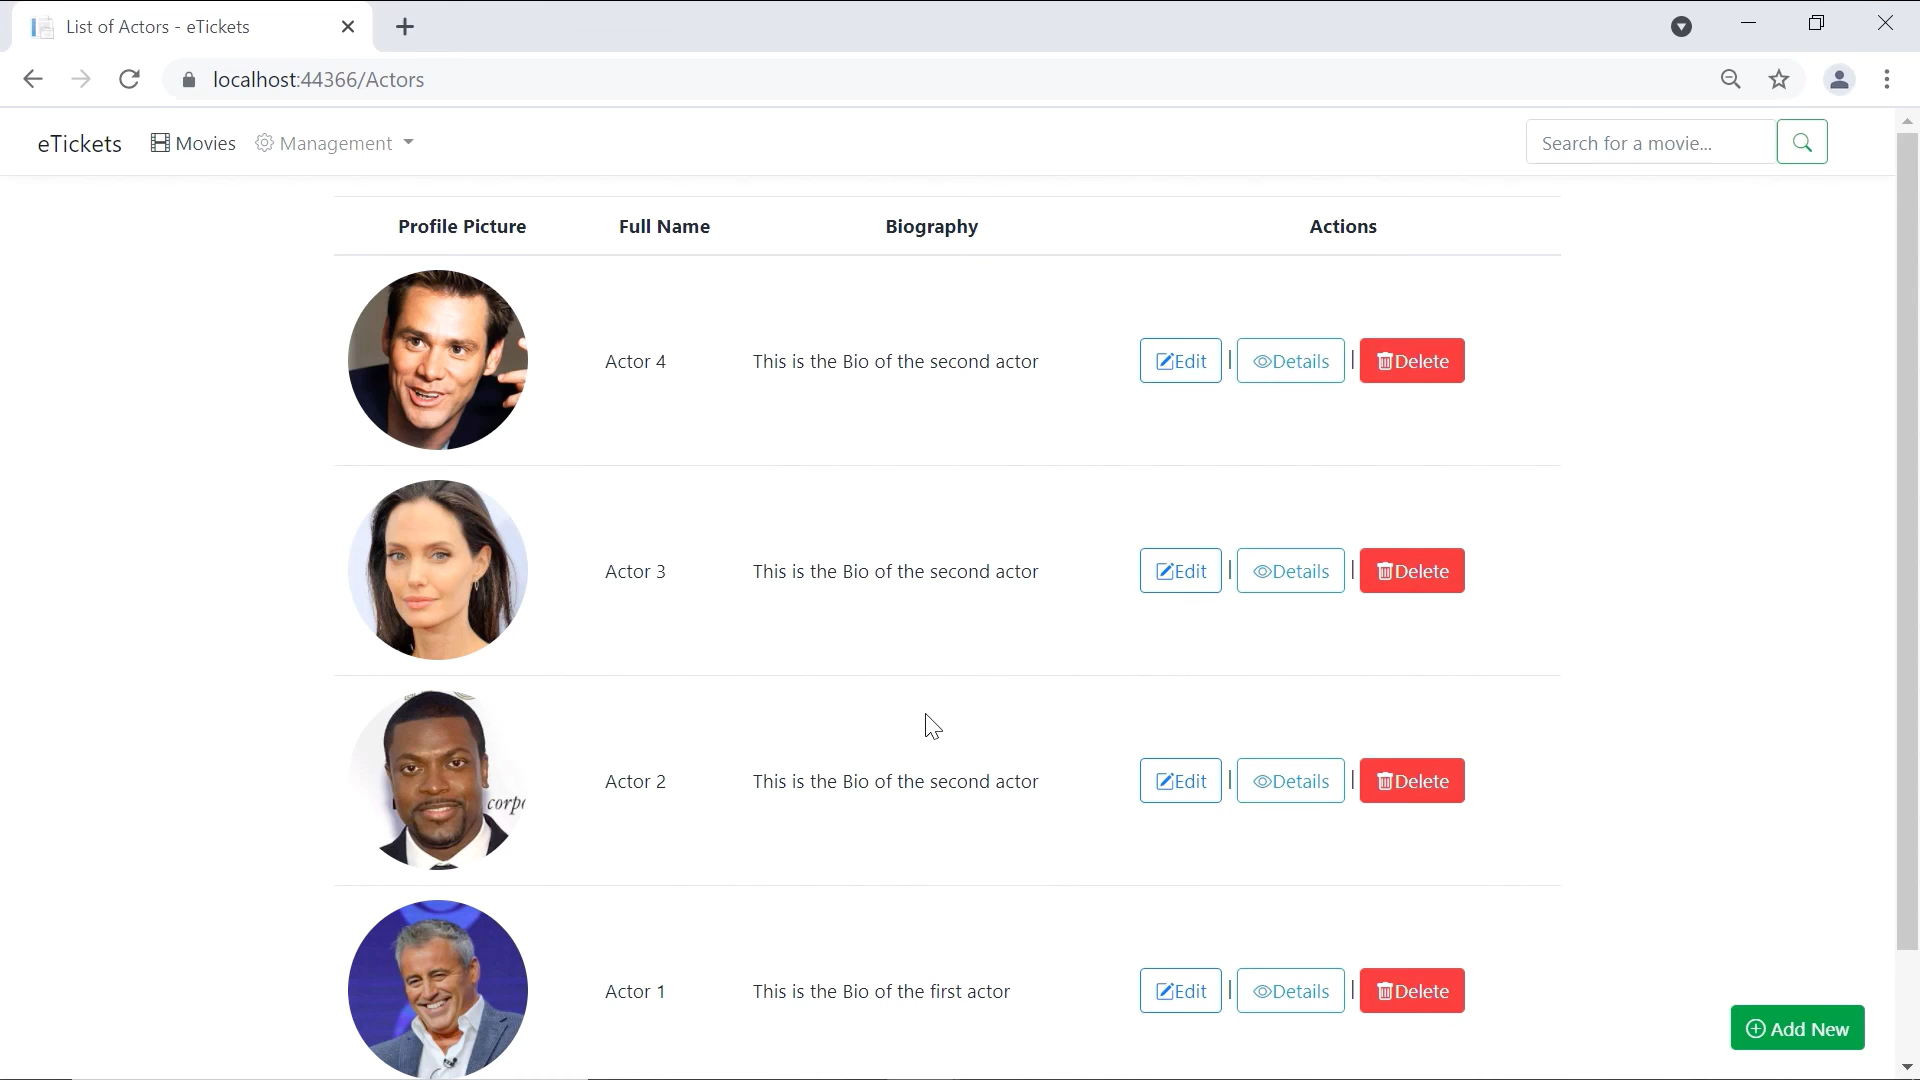 List of Actors - eTickets
localhost:44366/Actors
eTickets Movies Management Search for a movie...
Profile Picture Full Name Biography Actions
Actor 4 This is the Bio of the second actor Edit | Details | Delete
Actor 3 This is the Bio of the second actor Edit | Details | Delete
corp
Actor 2 This is the Bio of the second actor Edit | Details | Delete
Actor 1 This is the Bio of the first actor Edit | Details | Delete
Add New